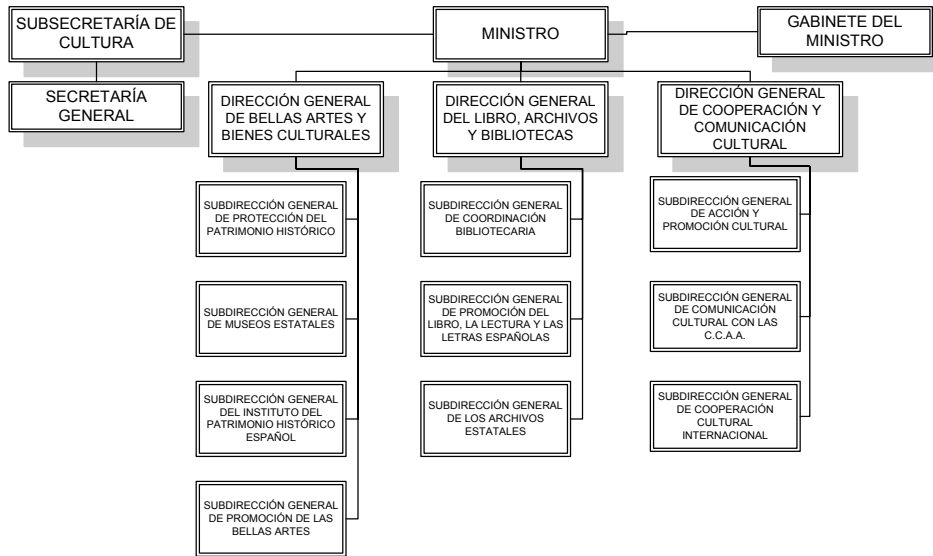 SUBSECRETARÍA DE
CULTURA
MINISTRO
GABINETE DEL
MINISTRO
SECRETARÍA
GENERAL
DIRECCIÓN GENERAL
DE BELLAS ARTES Y
BIENES CULTURALES
DIRECCIÓN GENERAL
DEL LIBRO, ARCHIVOS
Y BIBLIOTECAS
DIRECCIÓN GENERAL
DE COOPERACIÓN Y
COMUNICACIÓN
CULTURAL
SUBDIRECCIÓN GENERAL
DE PROTECCIÓN DEL
PATRIMONIO HISTÓRICO
SUBDIRECCIÓN GENERAL
DE COORDINACIÓN
BIBLIOTECARIA
SUBDIRECCIÓN GENERAL
DE ACCIÓN Y
PROMOCIÓN CULTURAL
SUBDIRECCIÓN GENERAL
DE MUSEOS ESTATALES
SUBDIRECCIÓN GENERAL
DE PROMOCIÓN DEL
LIBRO, LA LECTURA Y LAS
LETRAS ESPAÑOLAS
SUBDIRECCIÓN GENERAL
DE COMUNICACIÓN
CULTURAL CON LAS
C.C.A.A.
SUBDIRECCIÓN GENERAL
DEL INSTITUTO DEL
PATRIMONIO HISTÓRICO
ESPAÑOL
SUBDIRECCIÓN GENERAL
DE LOS ARCHIVOS
ESTATALES
SUBDIRECCIÓN GENERAL
DE COOPERACIÓN
CULTURAL
INTERNACIONAL
SUBDIRECCIÓN GENERAL
DE PROMOCIÓN DE LAS
BELLAS ARTES